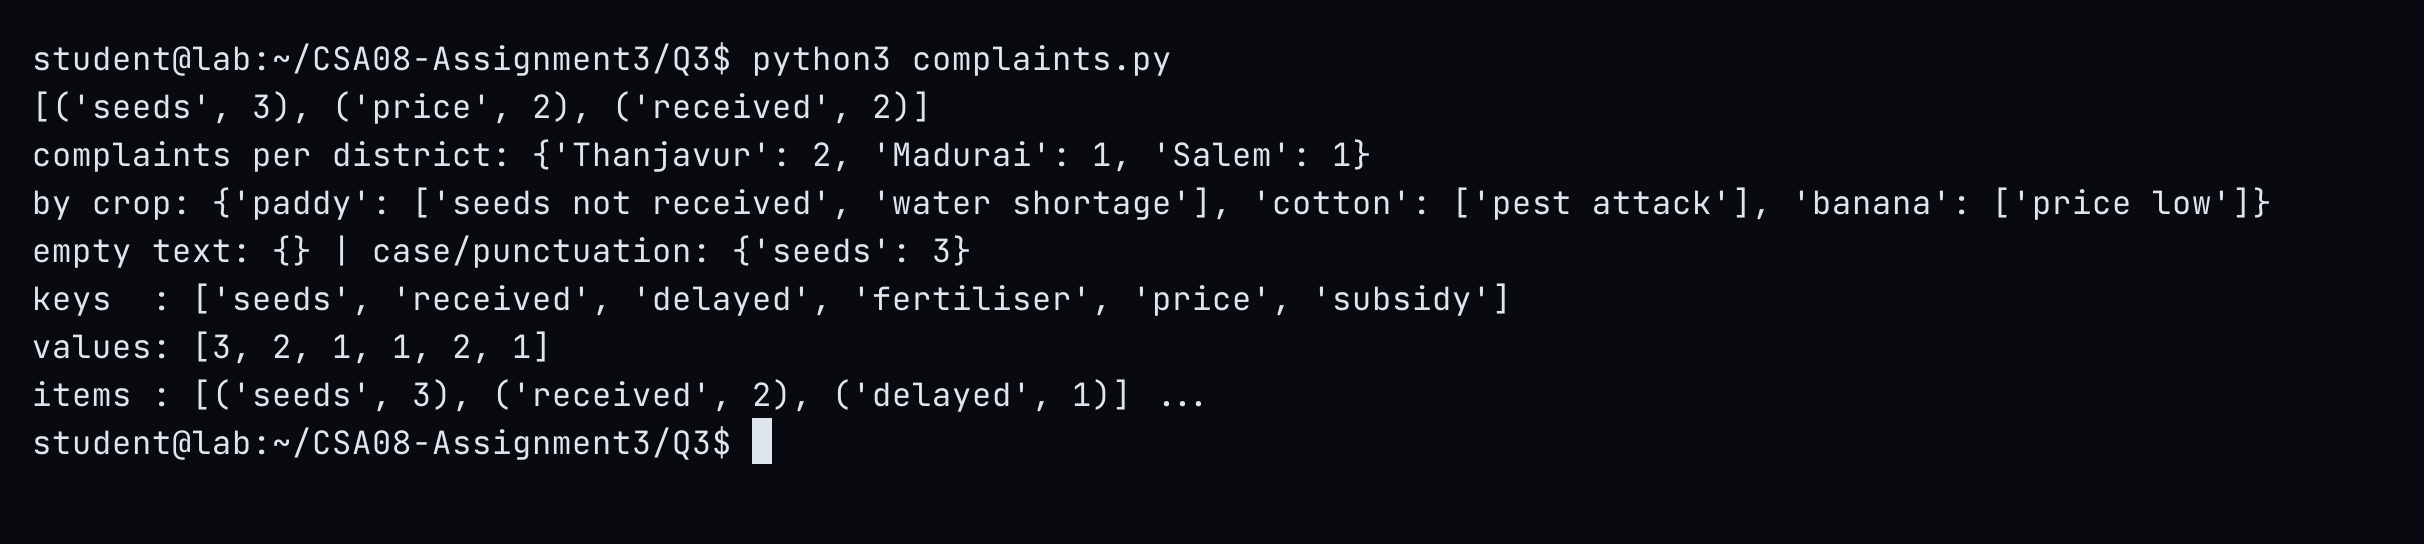 student@lab:~/CSA08-Assignment3/Q3$ python3 complaints.py
[('seeds', 3), ('price', 2), ('received', 2)]
complaints per district: {'Thanjavur': 2, 'Madurai': 1, 'Salem': 1}
by crop: {'paddy': ['seeds not received', 'water shortage'], 'cotton': ['pest attack'], 'banana': ['price low']}
empty text: {} | case/punctuation: {'seeds': 3}
keys  : ['seeds', 'received', 'delayed', 'fertiliser', 'price', 'subsidy']
values: [3, 2, 1, 1, 2, 1]
items : [('seeds', 3), ('received', 2), ('delayed', 1)] ...
student@lab:~/CSA08-Assignment3/Q3$